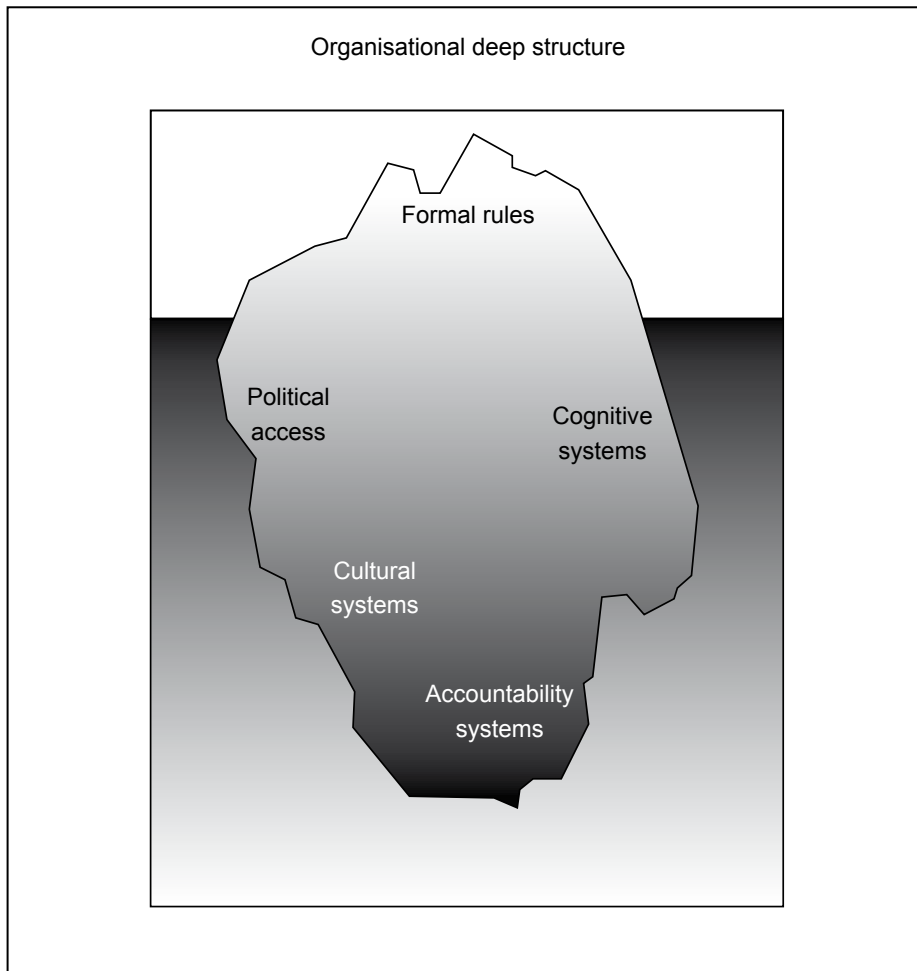 Organisational deep structure
Formal rules
Political
access
Cognitive
systems
Cultural
systems
Accountability
systems